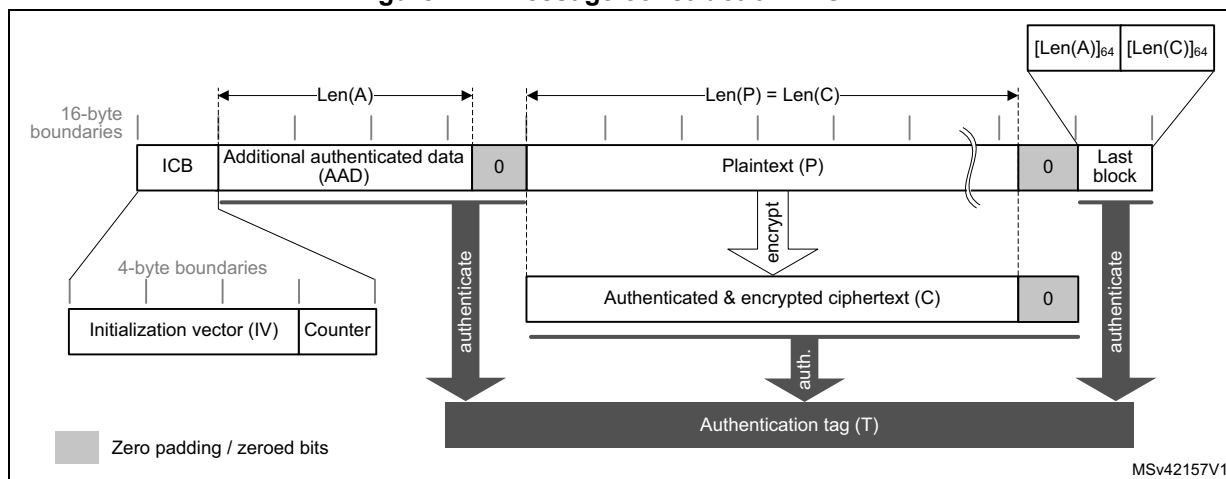 [Len(A)]64 [Len(C)]64
Len(A)
Len(P) = Len(C)
16-byte
boundaries
ICB
Additional authenticated data
(AAD)
0
Plaintext (P)
0
Last
block
encrypt
4-byte boundaries
Initialization vector (IV)
Counter
authenticate
Authenticated & encrypted ciphertext (C)
0
auth.
authenticate
Authentication tag (T)
Zero padding / zeroed bits
MSv42157V1